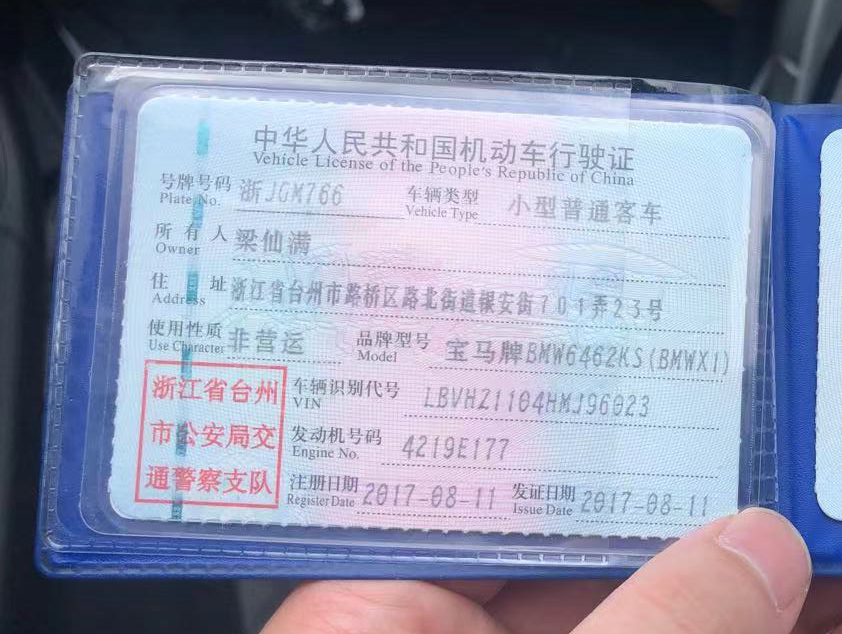 中华人民共和国机动车行驶证
Vehicle License of the People's Republic of China
号牌号码 浙JGM766 车辆类型 小型普通客车
Plate No. Vehicle Type
所有人 梁仙满
Owner
住址 浙江省台州市路桥区路北街道银安街701弄23号
Address
使用性质 非营运 品牌型号 宝马牌BMW6462KS(BMWX1)
Use Character Model
浙江省台州
市公安局交
通警察支队
车辆识别代号 LBVHZ1104HMJ96023
VIN
发动机号码 4219E177
Engine No.
注册日期 2017-08-11 发证日期 2017-08-11
Register Date Issue Date